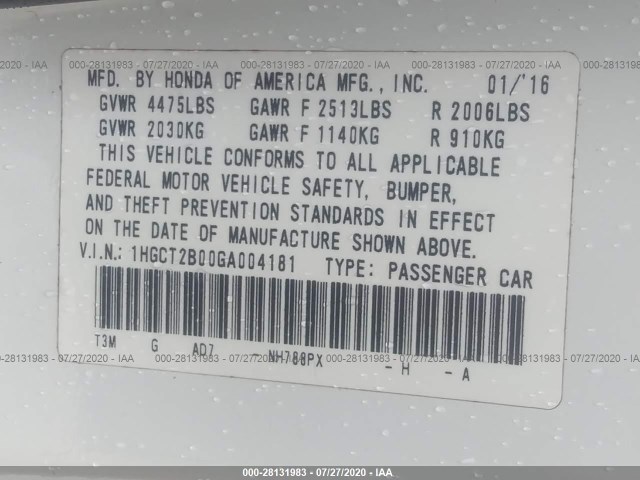 000-28131983 / 07/27/2020 - IAA 000-28131983 / 07/27/2020 - IAA 000-28131983 / 07/27/2020 - IAA
MFD. BY HONDA OF AMERICA MFG., INC. 01/'16
GVWR 4475LBS GAWR F 2513LBS R 2006LBS
GVWR 2030KG GAWR F 1140KG R 910KG
THIS VEHICLE CONFORMS TO ALL APPLICABLE
FEDERAL MOTOR VEHICLE SAFETY, BUMPER,
AND THEFT PREVENTION STANDARDS IN EFFECT
ON THE DATE OF MANUFACTURE SHOWN ABOVE.
V.I.N.: 1HGCT2B00GA004181 TYPE: PASSENGER CAR
T3M G AD7 NH788PX - H - A
000-28131983 / 07/27/2020 - IAA 000-28131983 / 07/27/2020 - IAA 000-28131983 / 07/27/2020 - IAA
000-28131983 / 07/27/2020 - IAA